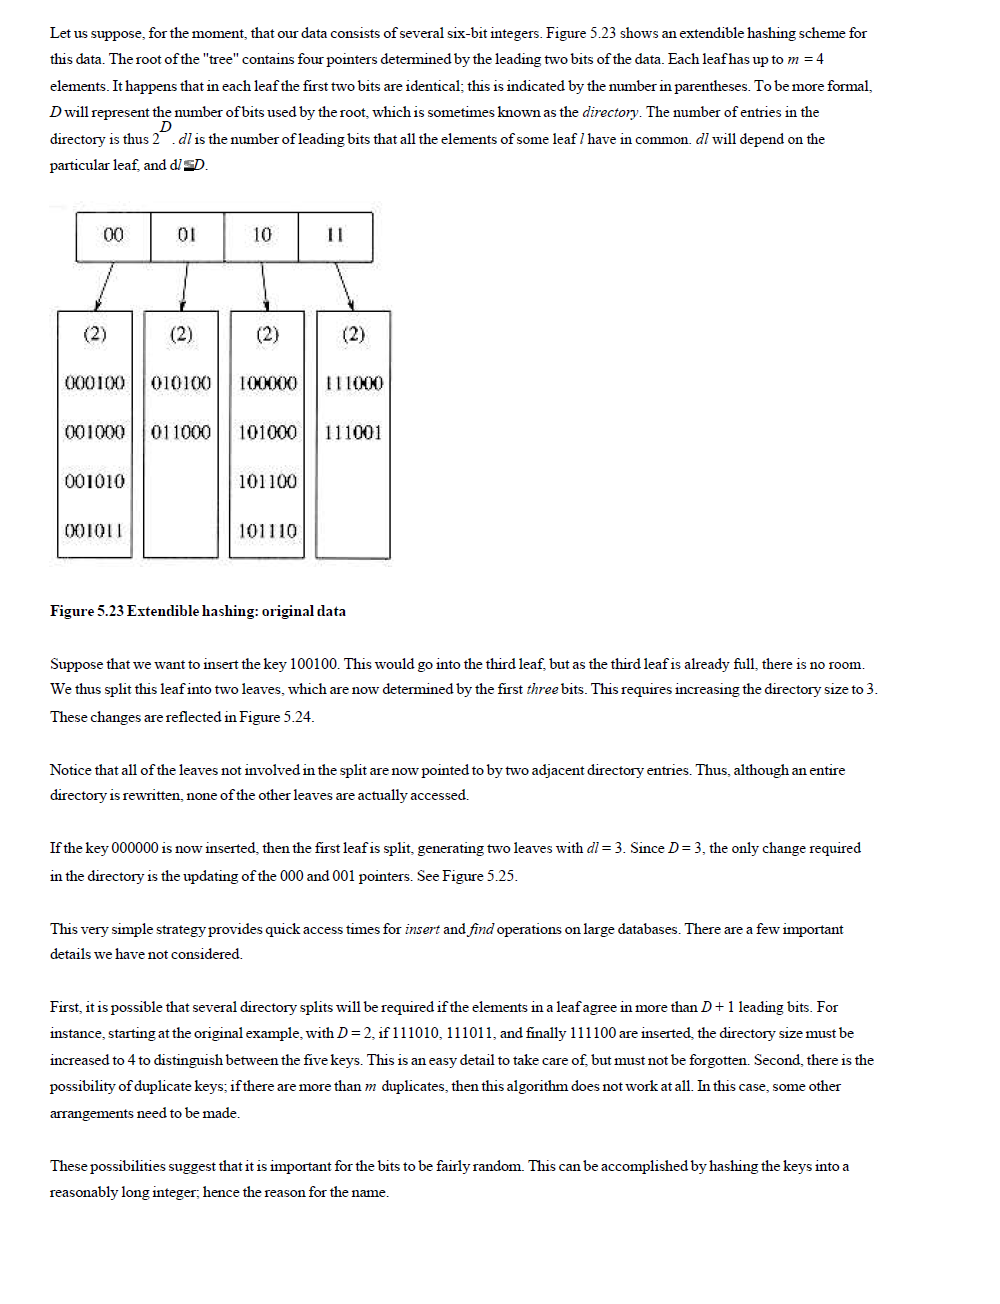 Let us suppose, for the moment, that our data consists of several six-bit integers. Figure 5.23 shows an extendible hashing scheme for
this data. The root of the "tree" contains four pointers determined by the leading two bits of the data. Each leaf has up to m = 4
elements. It happens that in each leaf the first two bits are identical; this is indicated by the number in parentheses. To be more formal,
D will represent the number of bits used by the root, which is sometimes known as the directory. The number of entries in the
directory is thus 2^D. dl is the number of leading bits that all the elements of some leaf l have in common. dl will depend on the
particular leaf, and dl ≤D.
00 01 10 11
(2) (2) (2) (2)
000100 010100 100000 111000
001000 011000 101000 111001
001010 101100
001011 101110
Figure 5.23 Extendible hashing: original data
Suppose that we want to insert the key 100100. This would go into the third leaf, but as the third leaf is already full, there is no room.
We thus split this leaf into two leaves, which are now determined by the first three bits. This requires increasing the directory size to 3.
These changes are reflected in Figure 5.24.
Notice that all of the leaves not involved in the split are now pointed to by two adjacent directory entries. Thus, although an entire
directory is rewritten, none of the other leaves are actually accessed.
If the key 000000 is now inserted, then the first leaf is split, generating two leaves with dl = 3. Since D = 3, the only change required
in the directory is the updating of the 000 and 001 pointers. See Figure 5.25.
This very simple strategy provides quick access times for insert and find operations on large databases. There are a few important
details we have not considered.
First, it is possible that several directory splits will be required if the elements in a leaf agree in more than D + 1 leading bits. For
instance, starting at the original example, with D = 2, if 111010, 111011, and finally 111100 are inserted, the directory size must be
increased to 4 to distinguish between the five keys. This is an easy detail to take care of, but must not be forgotten. Second, there is the
possibility of duplicate keys; if there are more than m duplicates, then this algorithm does not work at all. In this case, some other
arrangements need to be made.
These possibilities suggest that it is important for the bits to be fairly random. This can be accomplished by hashing the keys into a
reasonably long integer; hence the reason for the name.